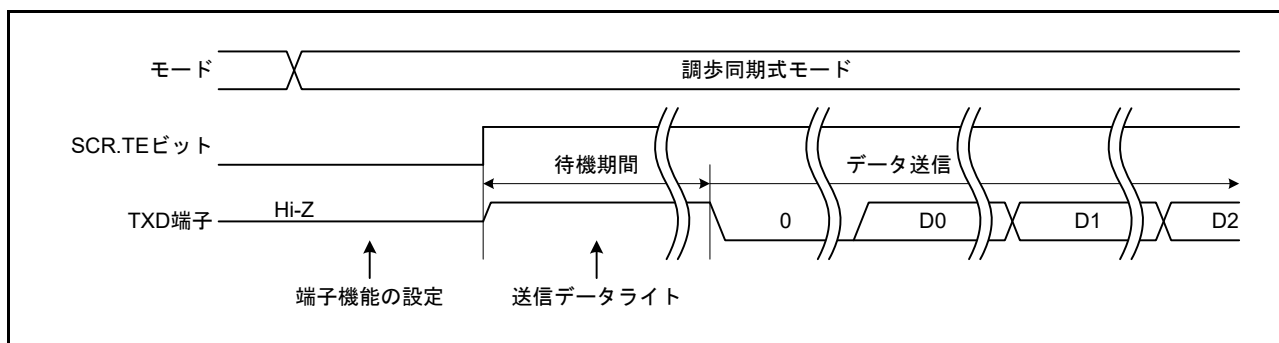 モード
調歩同期式モード
SCR.TEビット
待機期間
データ送信
TXD端子
Hi-Z
0
D0
D1
D2
端子機能の設定
送信データライト